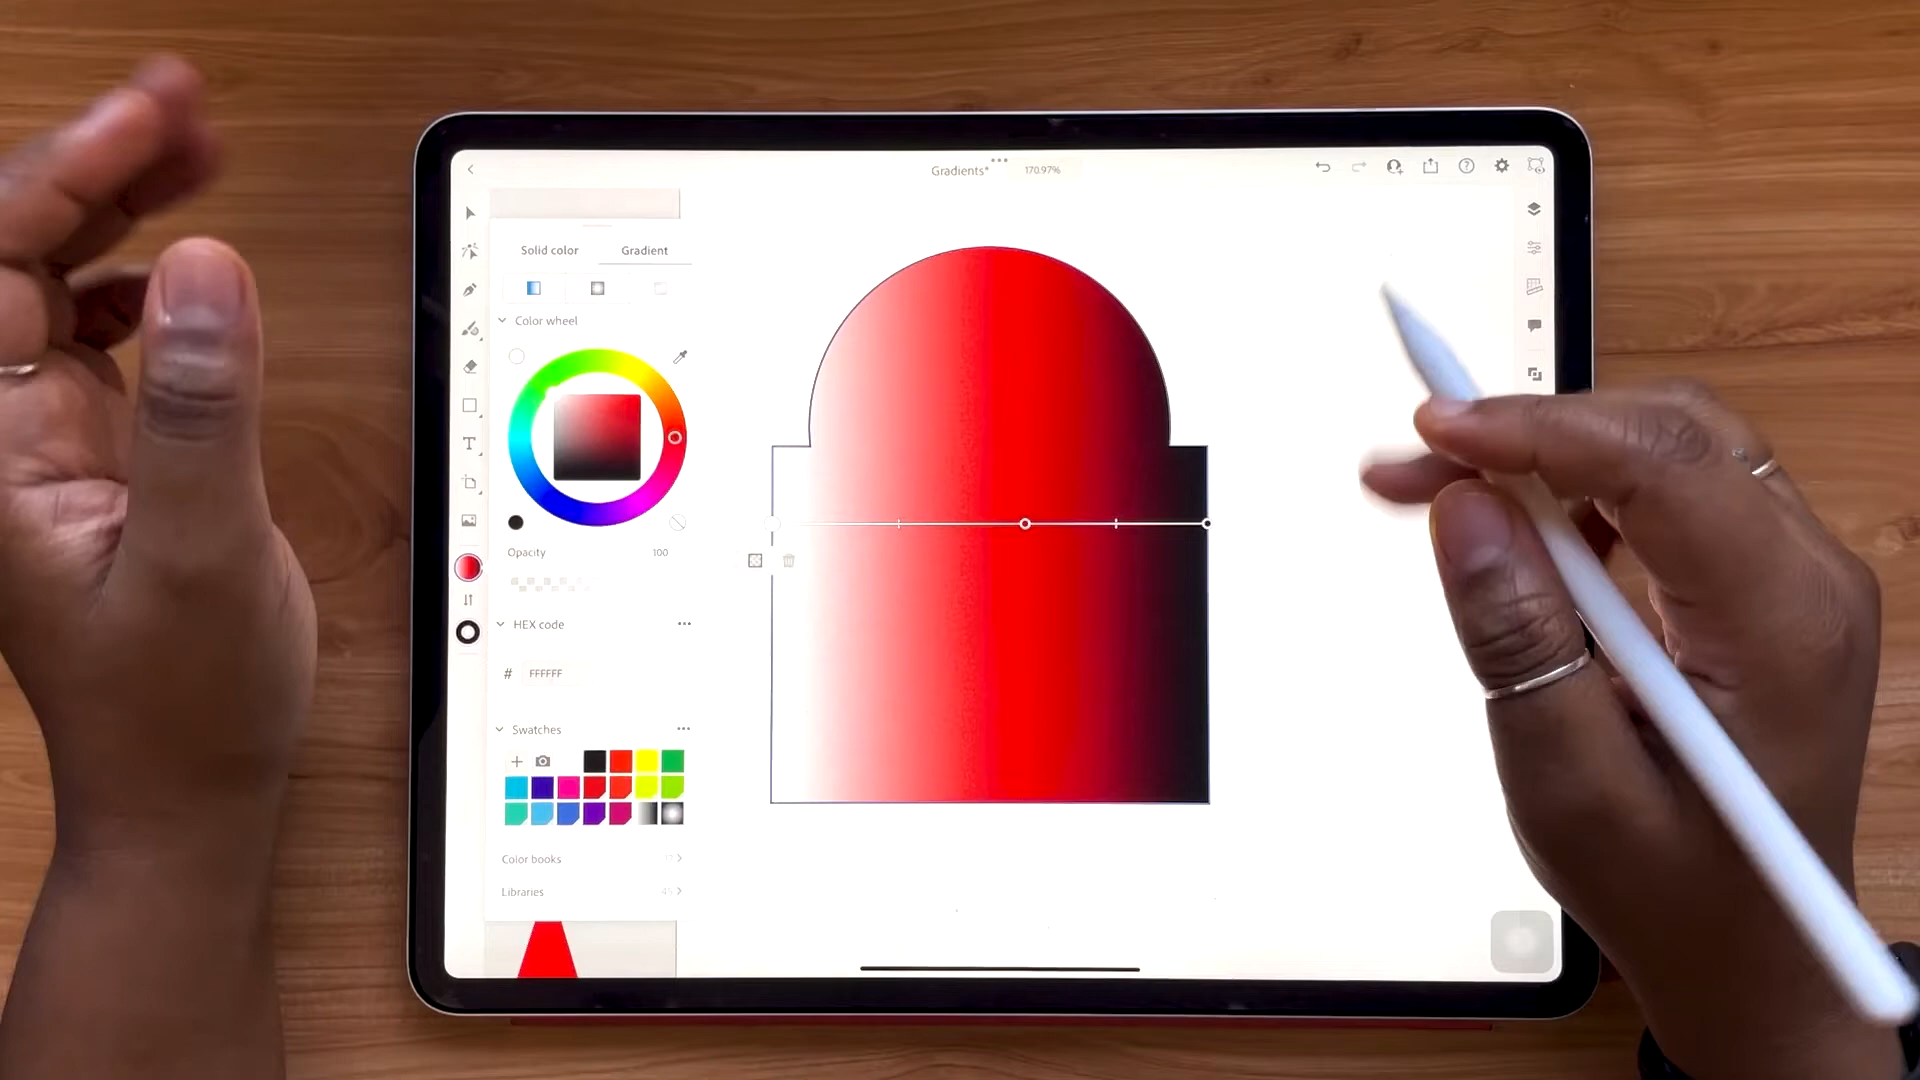 Gradients*
170.97%
Solid color
Gradient
Color wheel
Opacity
100
HEX code
#
FFFFFF
Swatches
Color books
Libraries
T